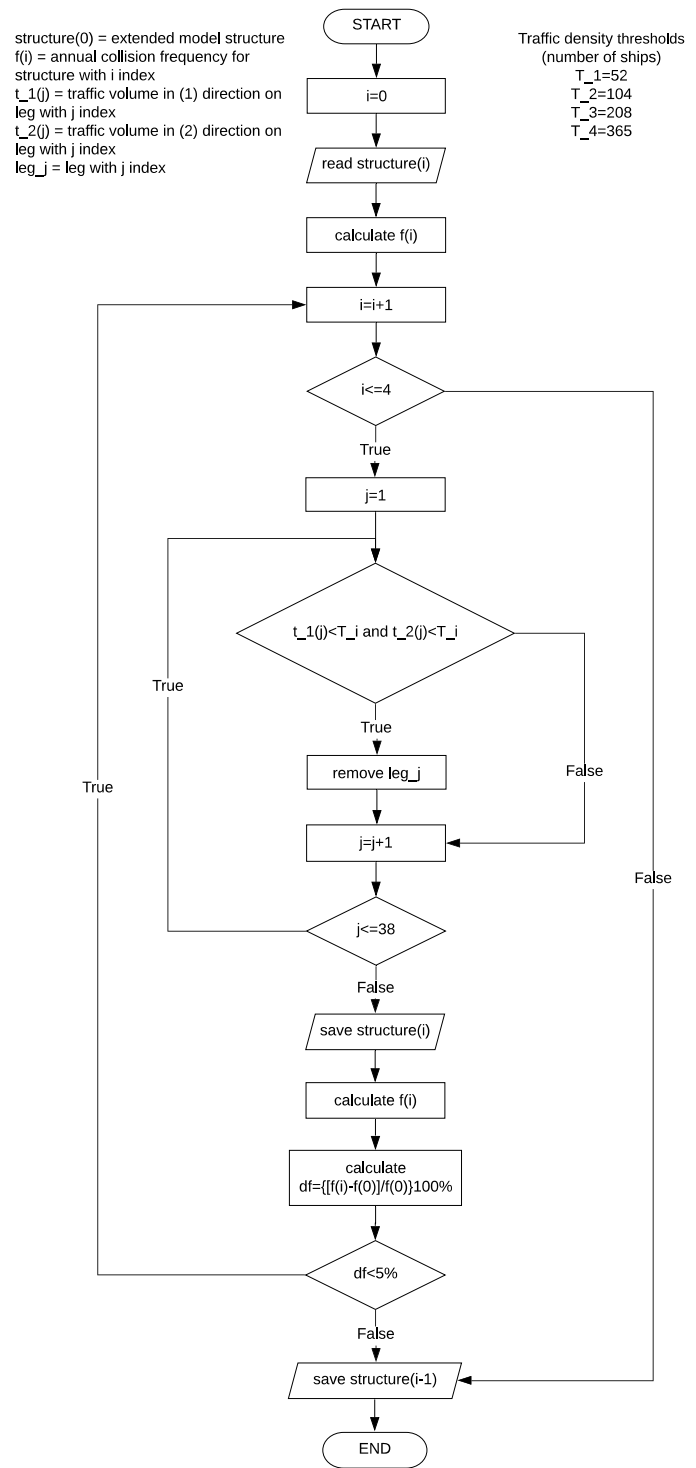 structure(0) = extended model structure
f(i) = annual collision frequency for
structure with i index
t_1(j) = traffic volume in (1) direction on
leg with j index
t_2(j) = traffic volume in (2) direction on
leg with j index
leg_j = leg with j index
START
Traffic density thresholds
(number of ships)
T_1=52
T_2=104
T_3=208
T_4=365
i=0
read structure(i)
calculate f(i)
i=i+1
i<=4
True
j=1
t_1(j)<T_i and t_2(j)<T_i
True
True
remove leg_j
False
True
j=j+1
False
j<=38
False
save structure(i)
calculate f(i)
calculate
df={[f(i)-f(0)]/f(0)}100%
df<5%
False
save structure(i-1)
END